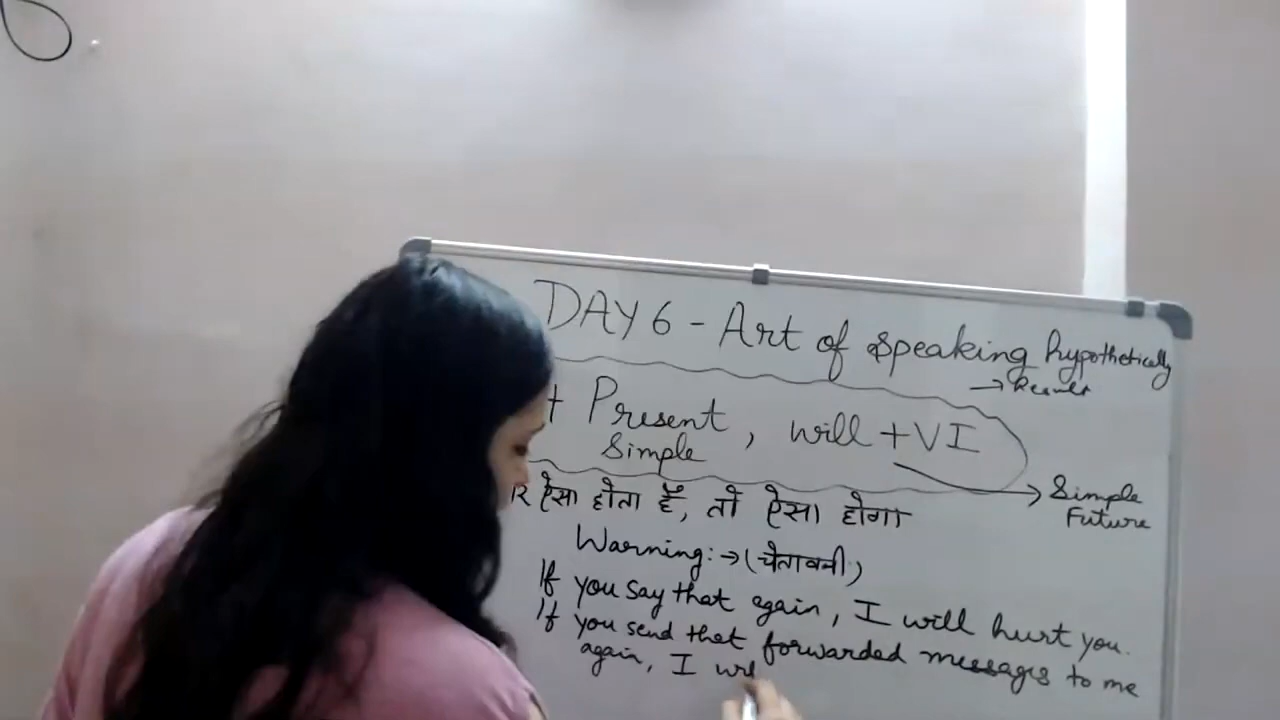 DAY 6 - Art of speaking hypothetically
→ Result
+ Present Simple, will + VI
→ Simple Future
ऐसा होता है, तो ऐसा होगा
Warning: → (चेतावनी)
If you say that again, I will hurt you.
If you send that forwarded messages to me
again, I